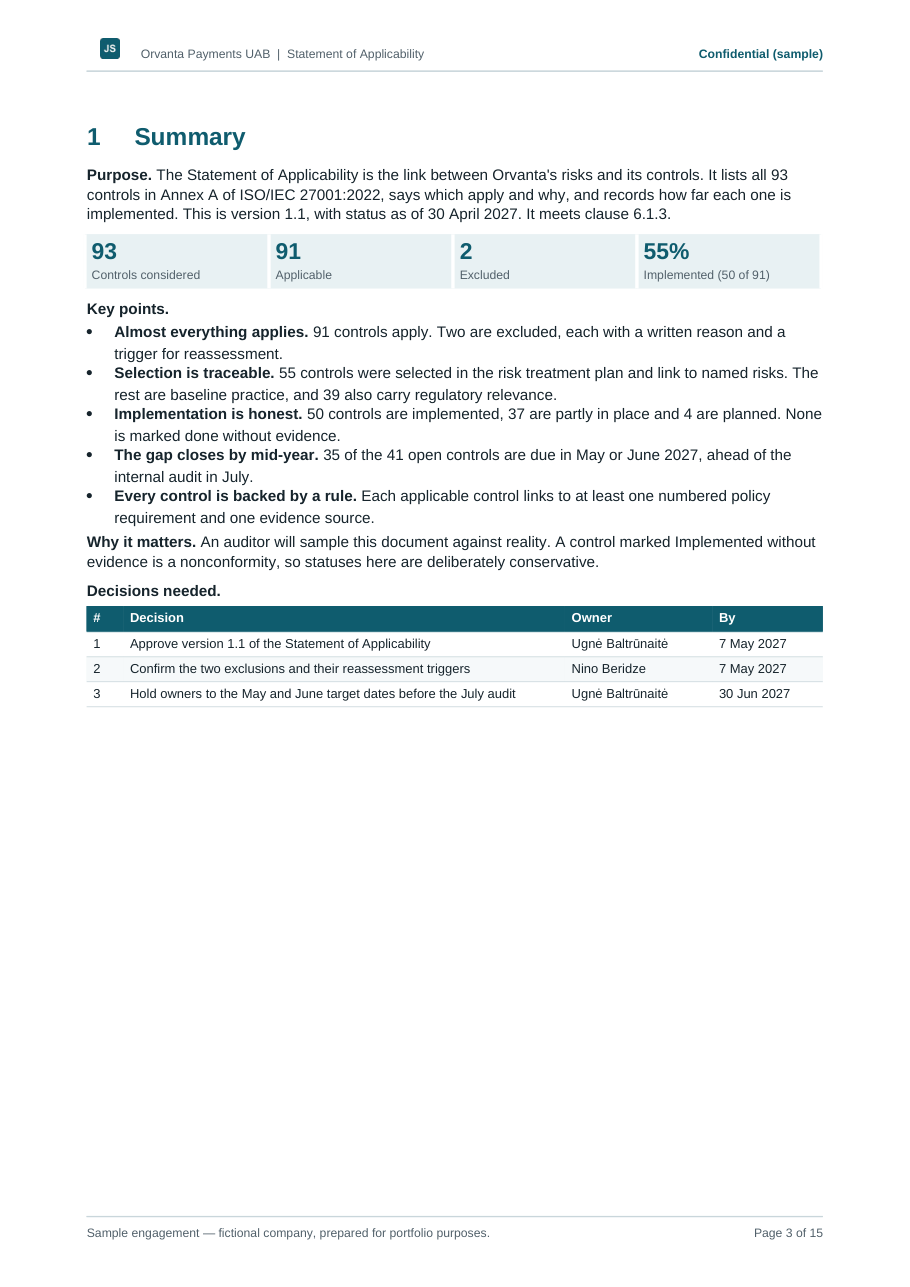 JS Orvanta Payments UAB | Statement of Applicability Confidential (sample)
1 Summary
Purpose. The Statement of Applicability is the link between Orvanta's risks and its controls. It lists all 93
controls in Annex A of ISO/IEC 27001:2022, says which apply and why, and records how far each one is
implemented. This is version 1.1, with status as of 30 April 2027. It meets clause 6.1.3.
93 91 2 55%
Controls considered Applicable Excluded Implemented (50 of 91)
Key points.
• Almost everything applies. 91 controls apply. Two are excluded, each with a written reason and a
trigger for reassessment.
• Selection is traceable. 55 controls were selected in the risk treatment plan and link to named risks. The
rest are baseline practice, and 39 also carry regulatory relevance.
• Implementation is honest. 50 controls are implemented, 37 are partly in place and 4 are planned. None
is marked done without evidence.
• The gap closes by mid-year. 35 of the 41 open controls are due in May or June 2027, ahead of the
internal audit in July.
• Every control is backed by a rule. Each applicable control links to at least one numbered policy
requirement and one evidence source.
Why it matters. An auditor will sample this document against reality. A control marked Implemented without
evidence is a nonconformity, so statuses here are deliberately conservative.
Decisions needed.
# Decision Owner By
1 Approve version 1.1 of the Statement of Applicability Ugnė Baltrūnaitė 7 May 2027
2 Confirm the two exclusions and their reassessment triggers Nino Beridze 7 May 2027
3 Hold owners to the May and June target dates before the July audit Ugnė Baltrūnaitė 30 Jun 2027
Sample engagement — fictional company, prepared for portfolio purposes. Page 3 of 15